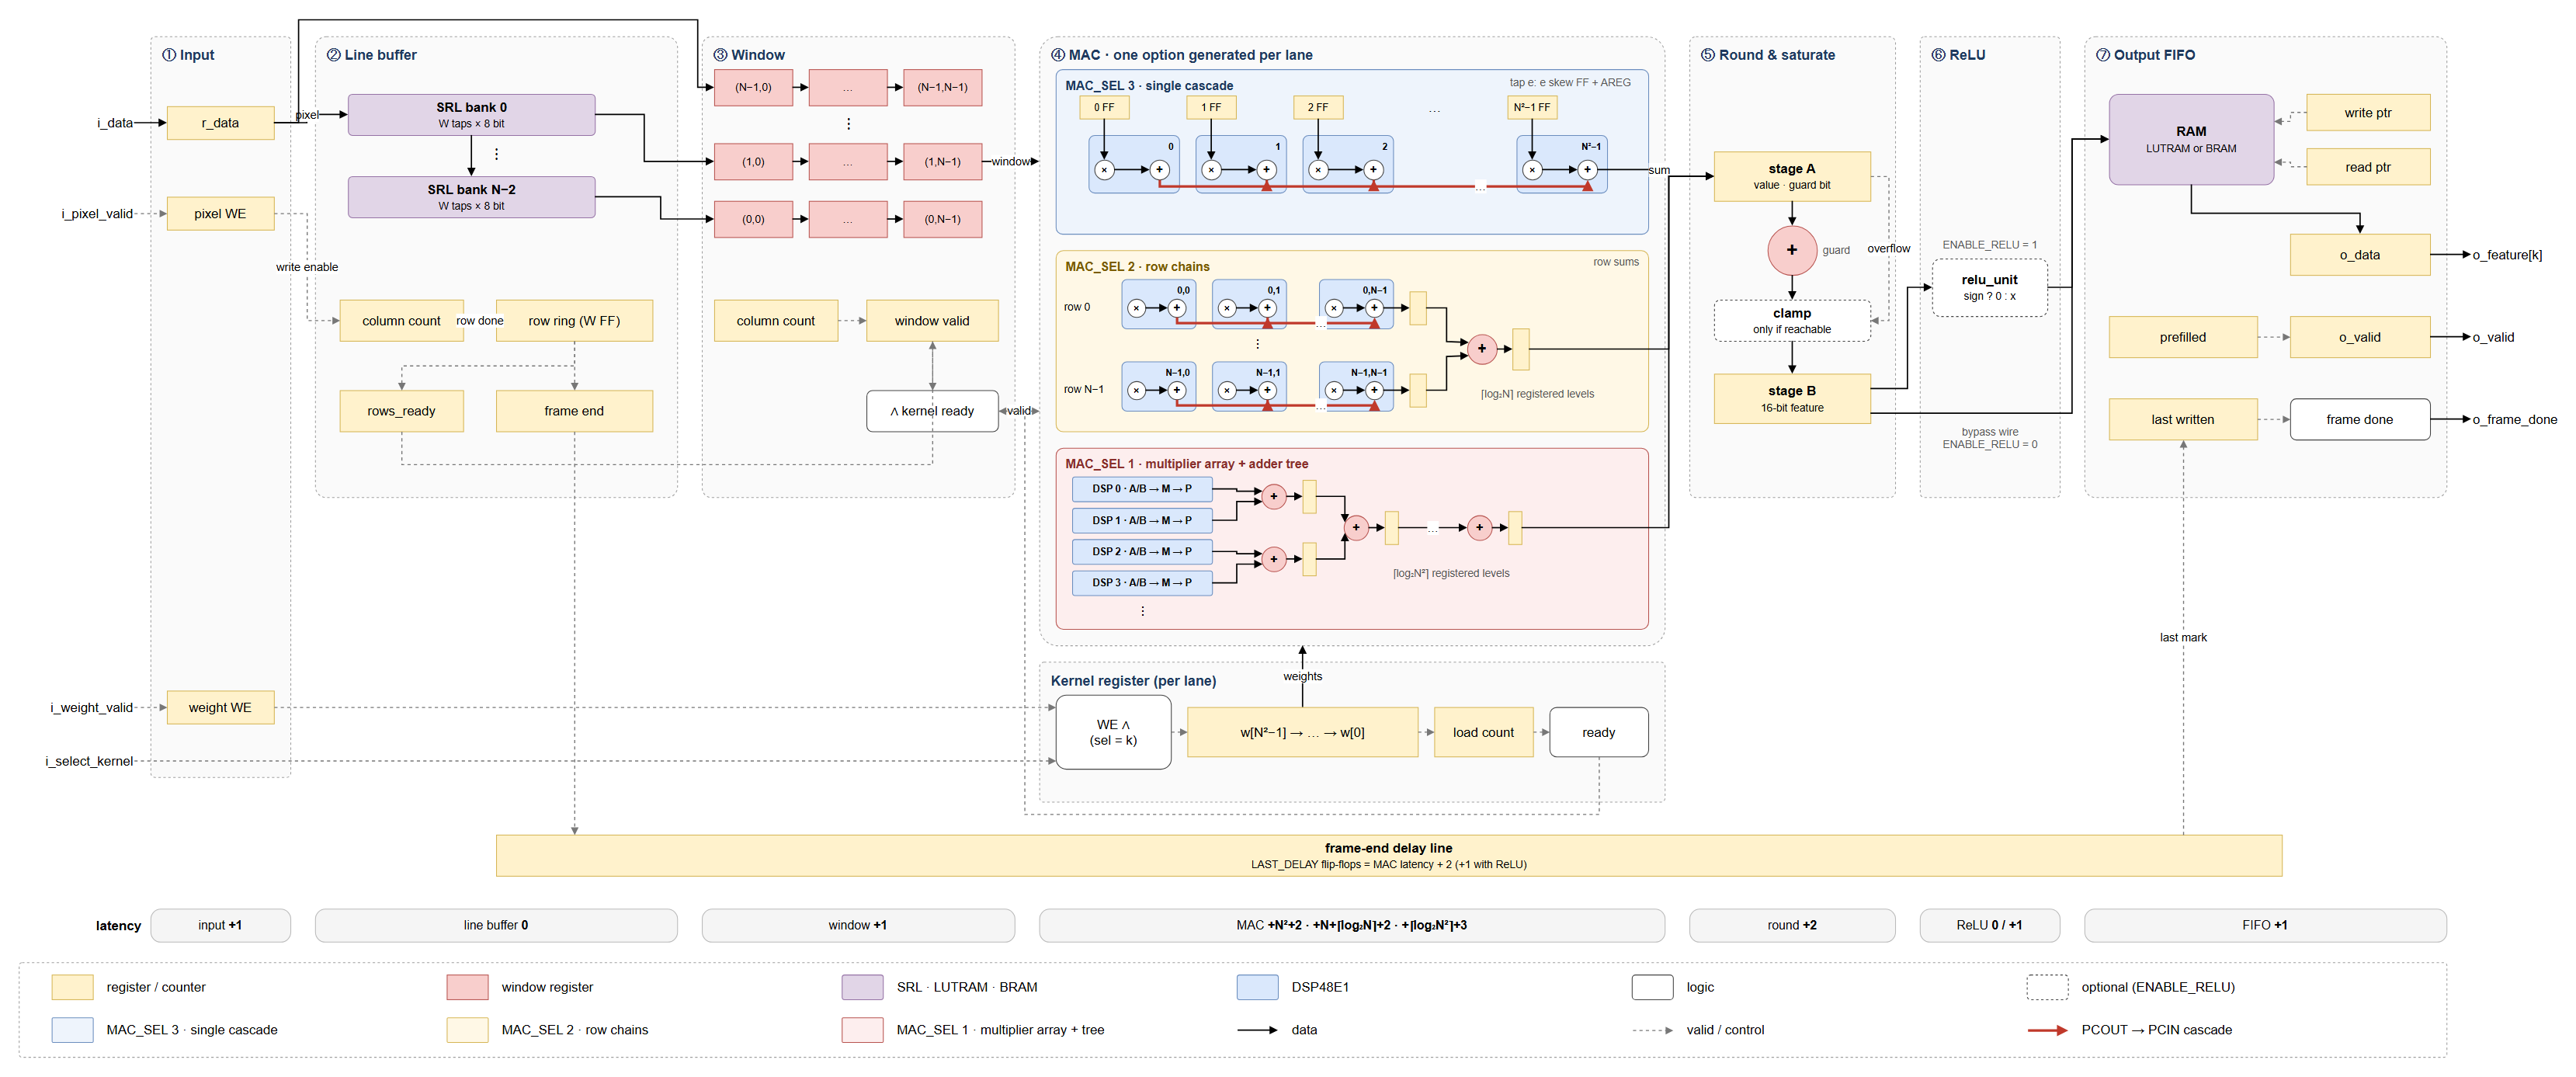 ① Input
i_data
r_data
i_pixel_valid
pixel WE
i_weight_valid
weight WE
i_select_kernel
② Line buffer
pixel
SRL bank 0
W taps × 8 bit
⋮
SRL bank N−2
W taps × 8 bit
write enable
column count
row done
row ring (W FF)
rows_ready
frame end
③ Window
(N−1,0)
…
(N−1,N−1)
⋮
(1,0)
…
(1,N−1)
(0,0)
…
(0,N−1)
window
column count
window valid
∧ kernel ready
valid
④ MAC · one option generated per lane
MAC_SEL 3 · single cascade
tap e: e skew FF + AREG
0 FF
1 FF
2 FF
…
N²−1 FF
0
1
2
N²−1
× +
× +
× +
× +
…
sum
MAC_SEL 2 · row chains
row sums
row 0
0,0
0,1
0,N−1
× +
× +
× +
…
⋮
+
row N−1
N−1,0
N−1,1
N−1,N−1
× +
× +
× +
…
⌈log₂N⌉ registered levels
MAC_SEL 1 · multiplier array + adder tree
DSP 0 · A/B → M → P
DSP 1 · A/B → M → P
DSP 2 · A/B → M → P
DSP 3 · A/B → M → P
⋮
+
+
+
…
+
⌈log₂N²⌉ registered levels
weights
Kernel register (per lane)
WE ∧
(sel = k)
w[N²−1] → … → w[0]
load count
ready
⑤ Round & saturate
stage A
value · guard bit
+
guard
overflow
clamp
only if reachable
stage B
16-bit feature
⑥ ReLU
ENABLE_RELU = 1
relu_unit
sign ? 0 : x
bypass wire
ENABLE_RELU = 0
⑦ Output FIFO
RAM
LUTRAM or BRAM
write ptr
read ptr
o_data
o_feature[k]
prefilled
o_valid
o_valid
last written
frame done
o_frame_done
last mark
frame-end delay line
LAST_DELAY flip-flops = MAC latency + 2 (+1 with ReLU)
latency
input +1
line buffer 0
window +1
MAC +N²+2 · +N+⌈log₂N⌉+2 · +⌈log₂N²⌉+3
round +2
ReLU 0 / +1
FIFO +1
register / counter
window register
SRL · LUTRAM · BRAM
DSP48E1
logic
optional (ENABLE_RELU)
MAC_SEL 3 · single cascade
MAC_SEL 2 · row chains
MAC_SEL 1 · multiplier array + tree
data
valid / control
PCOUT → PCIN cascade